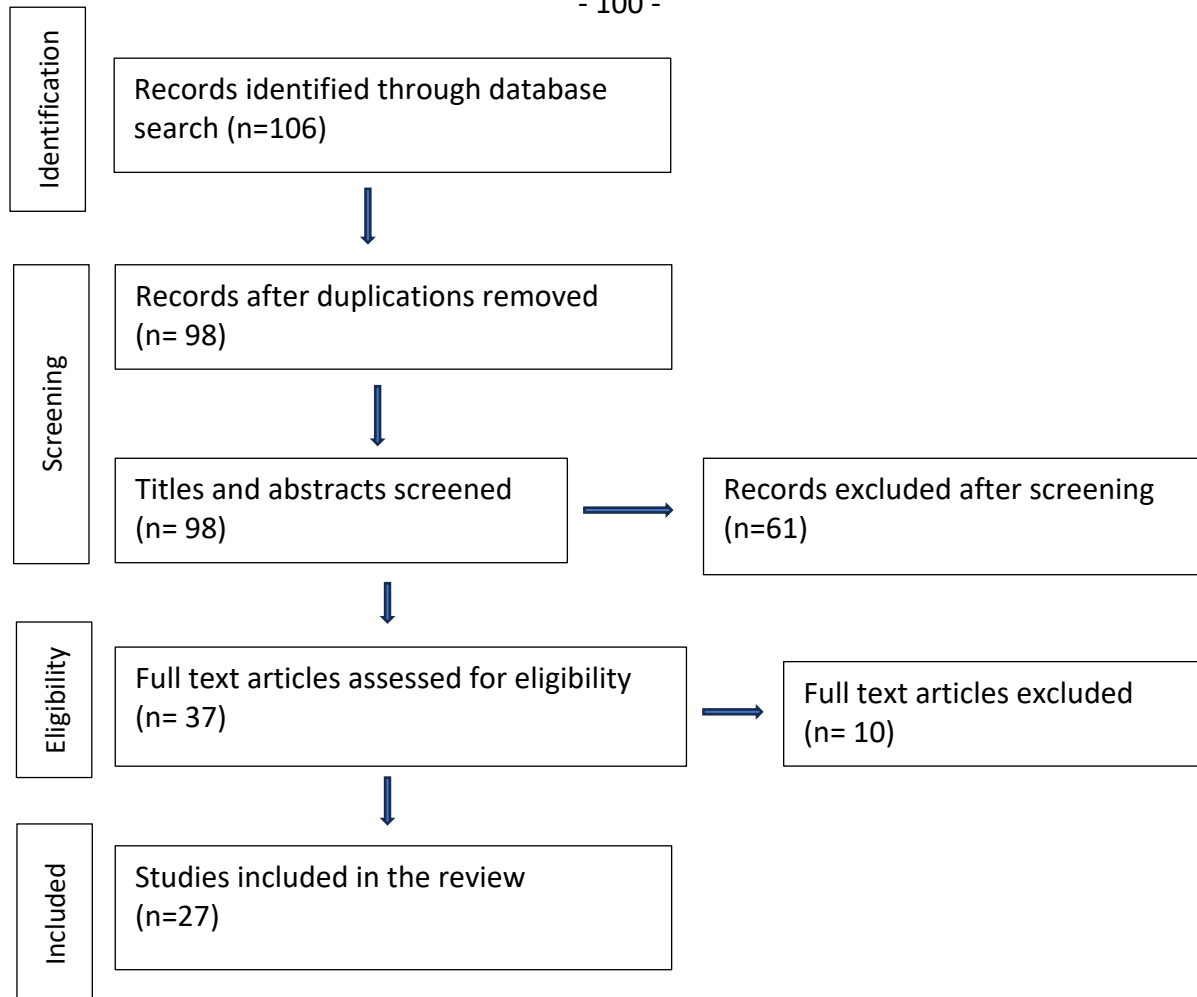 - 100 -
Identification
Records identified through database
search (n=106)
Screening
Records after duplications removed
(n= 98)
Titles and abstracts screened
(n= 98)
Records excluded after screening
(n=61)
Eligibility
Full text articles assessed for eligibility
(n= 37)
Full text articles excluded
(n= 10)
Included
Studies included in the review
(n=27)